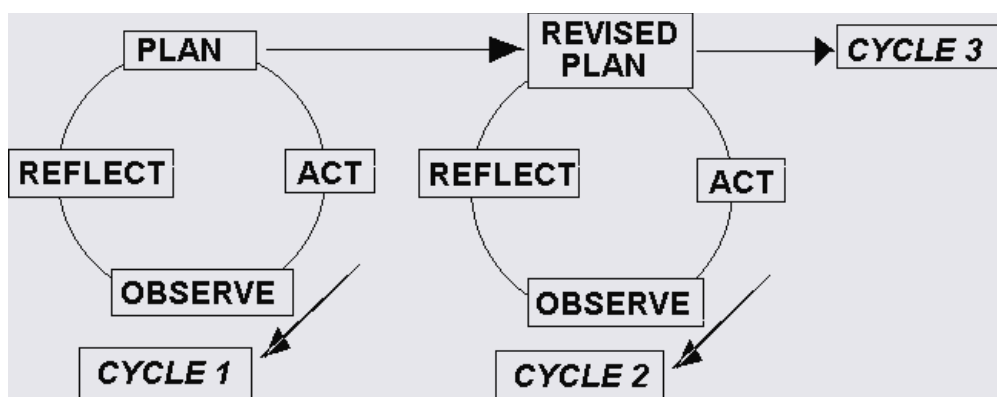 PLAN
REVISED
PLAN
CYCLE 3
REFLECT
ACT
REFLECT
ACT
OBSERVE
OBSERVE
CYCLE 1
CYCLE 2